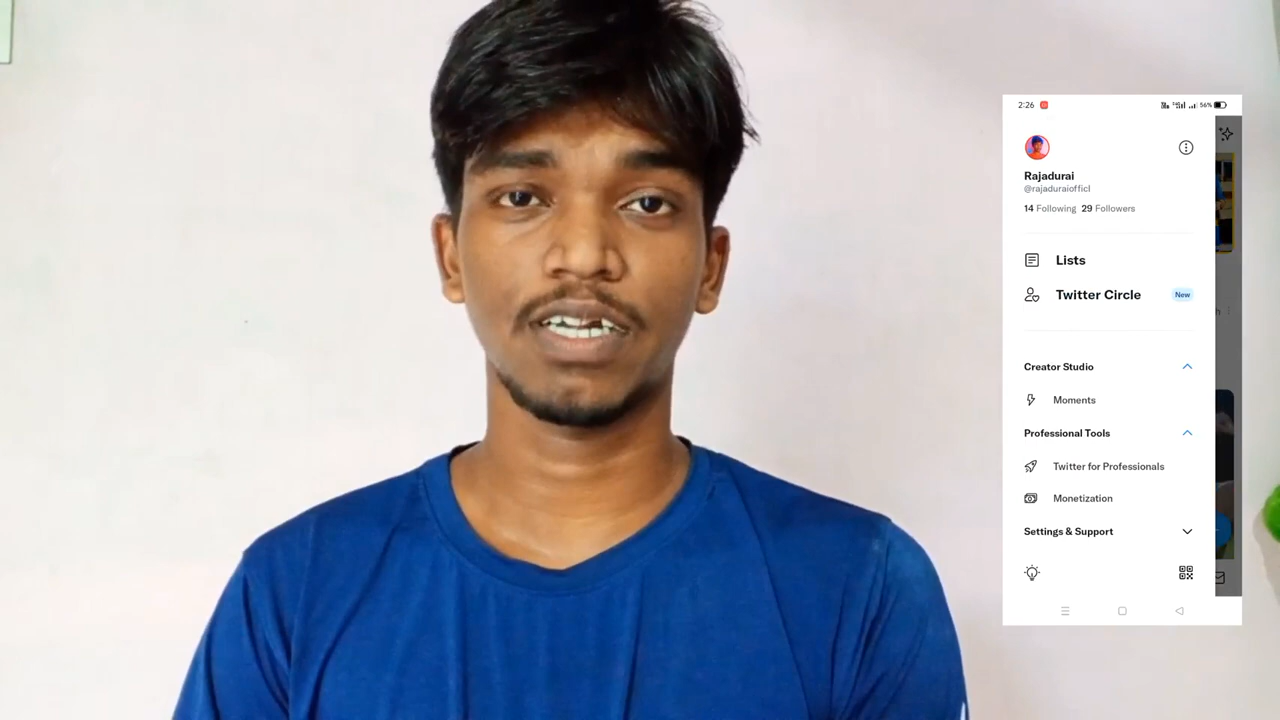 2:26
56%
Rajadurai
@rajaduraiofficl
14 Following 29 Followers
Lists
Twitter Circle New
Creator Studio
Moments
Professional Tools
Twitter for Professionals
Monetization
Settings & Support